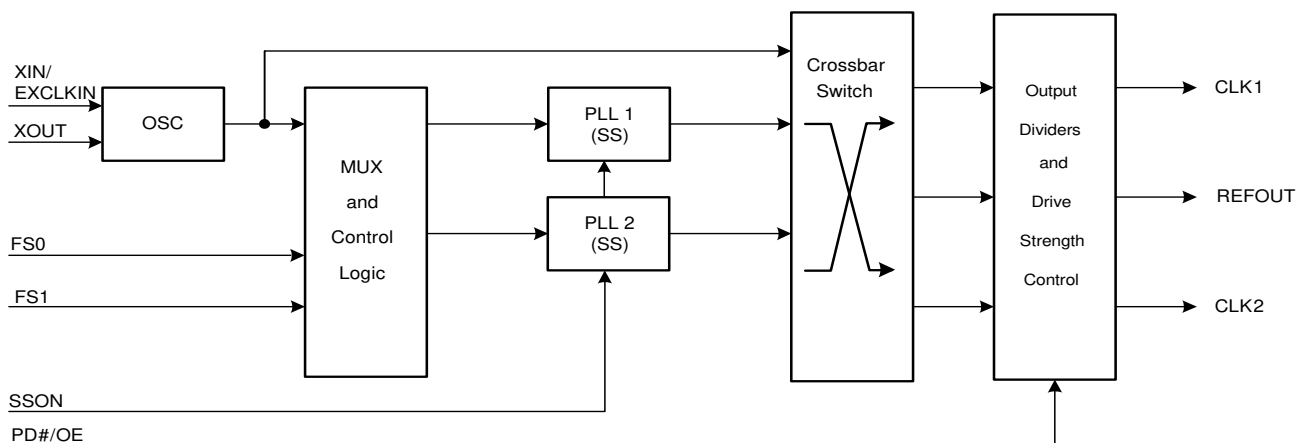 XIN/
EXCLKIN
XOUT
OSC
FS0
FS1
SSON
PD#/OE
MUX
and
Control
Logic
PLL 1
(SS)
PLL 2
(SS)
Crossbar
Switch
Output
Dividers
and
Drive
Strength
Control
CLK1
REFOUT
CLK2